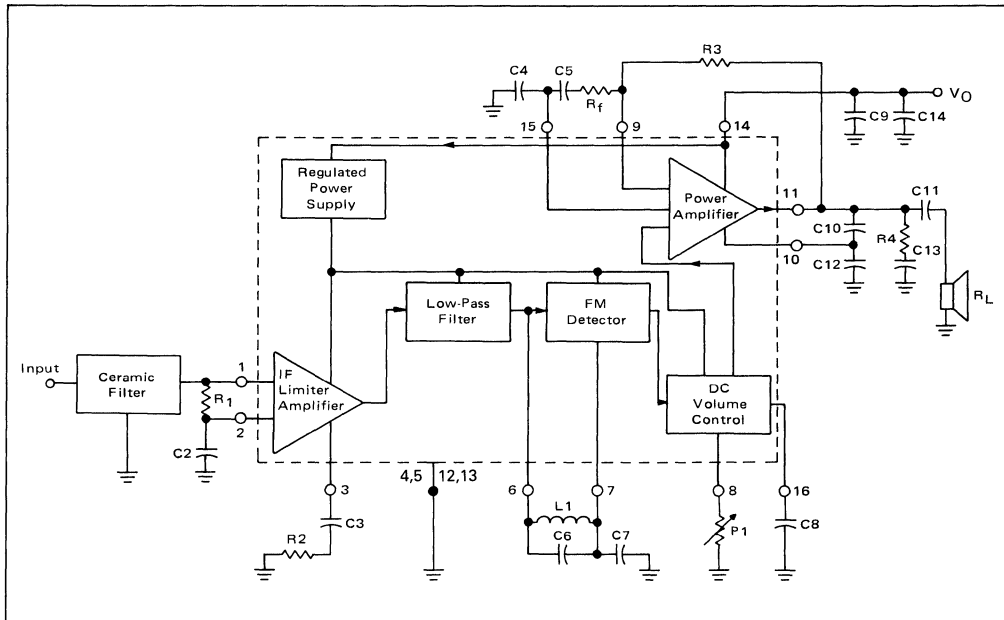 C4
C5
R3
Rf
VO
C9
C14
15
9
14
Regulated
Power
Supply
Power
Amplifier
11
C11
C10
R4
10
C12
C13
RL
Low-Pass
Filter
FM
Detector
Input
Ceramic
Filter
1
R1
2
C2
IF
Limiter
Amplifier
DC
Volume
Control
4,5
12,13
3
6
7
8
16
C3
L1
R2
C6
C7
P1
C8